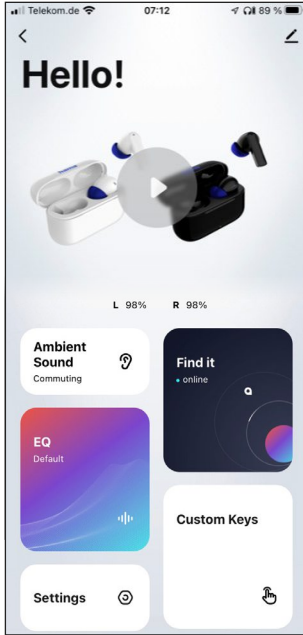 Telekom.de 07:12 89 %
Hello!
L 98% R 98%
Ambient
Sound
Commuting
Find it
online
EQ
Default
Custom Keys
Settings